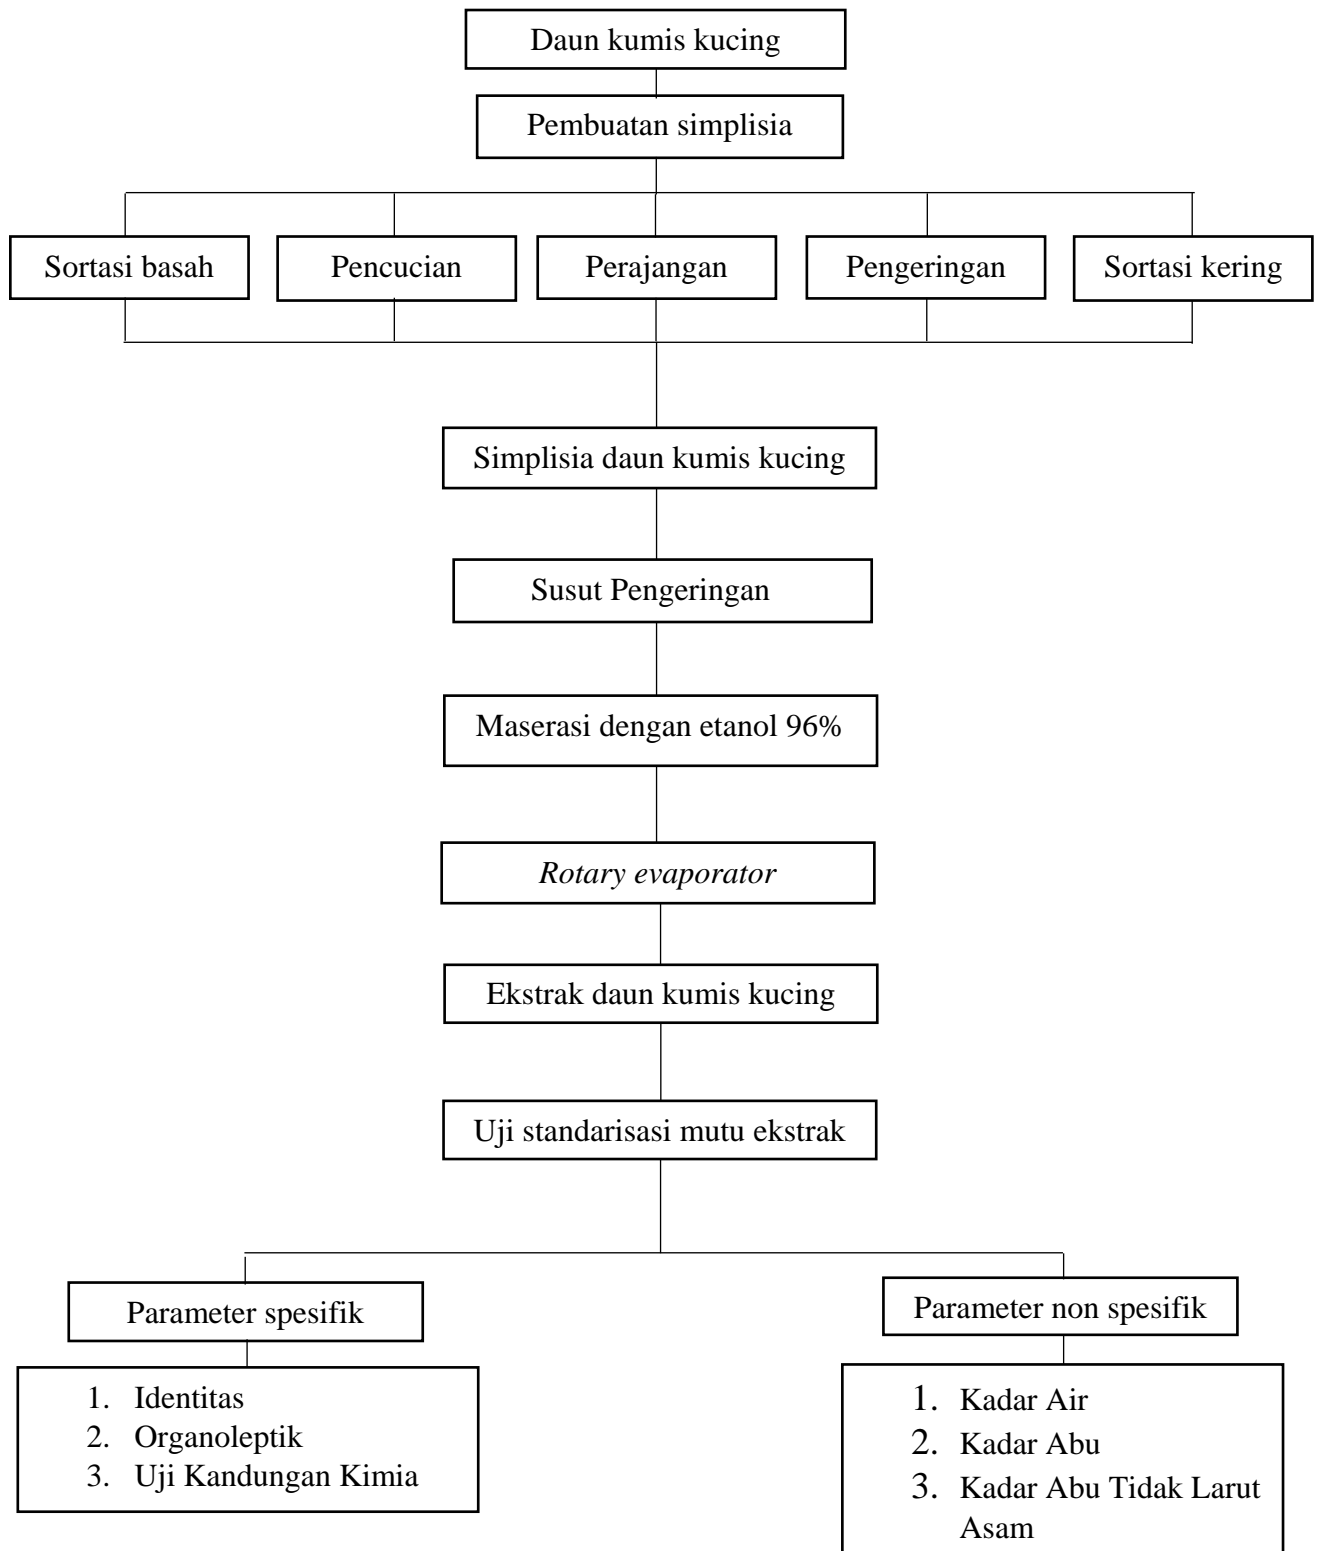 Daun kumis kucing
Pembuatan simplisia
Sortasi basah
Pencucian
Perajangan
Pengeringan
Sortasi kering
Simplisia daun kumis kucing
Susut Pengeringan
Maserasi dengan etanol 96%
Rotary evaporator
Ekstrak daun kumis kucing
Uji standarisasi mutu ekstrak
Parameter spesifik
1. Identitas
2. Organoleptik
3. Uji Kandungan Kimia
Parameter non spesifik
1. Kadar Air
2. Kadar Abu
3. Kadar Abu Tidak Larut
Asam